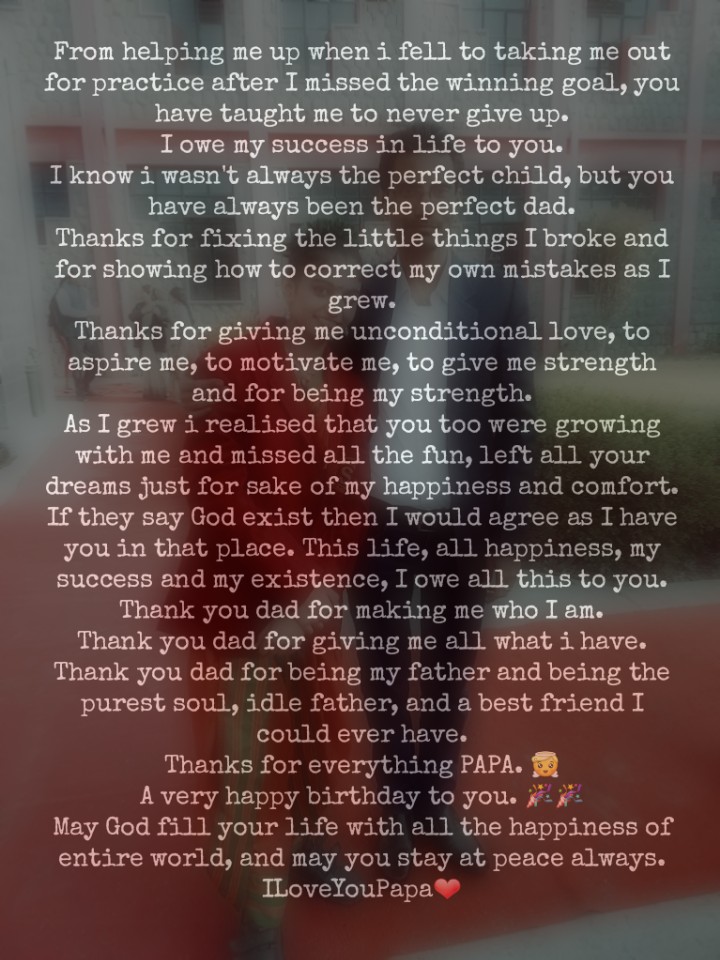 From helping me up when i fell to taking me out
for practice after I missed the winning goal, you
have taught me to never give up.
I owe my success in life to you.
I know i wasn't always the perfect child, but you
have always been the perfect dad.
Thanks for fixing the little things I broke and
for showing how to correct my own mistakes as I
grew.
Thanks for giving me unconditional love, to
aspire me, to motivate me, to give me strength
and for being my strength.
As I grew i realised that you too were growing
with me and missed all the fun, left all your
dreams just for sake of my happiness and comfort.
If they say God exist then I would agree as I have
you in that place. This life, all happiness, my
success and my existence, I owe all this to you.
Thank you dad for making me who I am.
Thank you dad for giving me all what i have.
Thank you dad for being my father and being the
purest soul, idle father, and a best friend I
could ever have.
Thanks for everything PAPA. 😇
A very happy birthday to you. 🎉🎉
May God fill your life with all the happiness of
entire world, and may you stay at peace always.
ILoveYouPapa❤